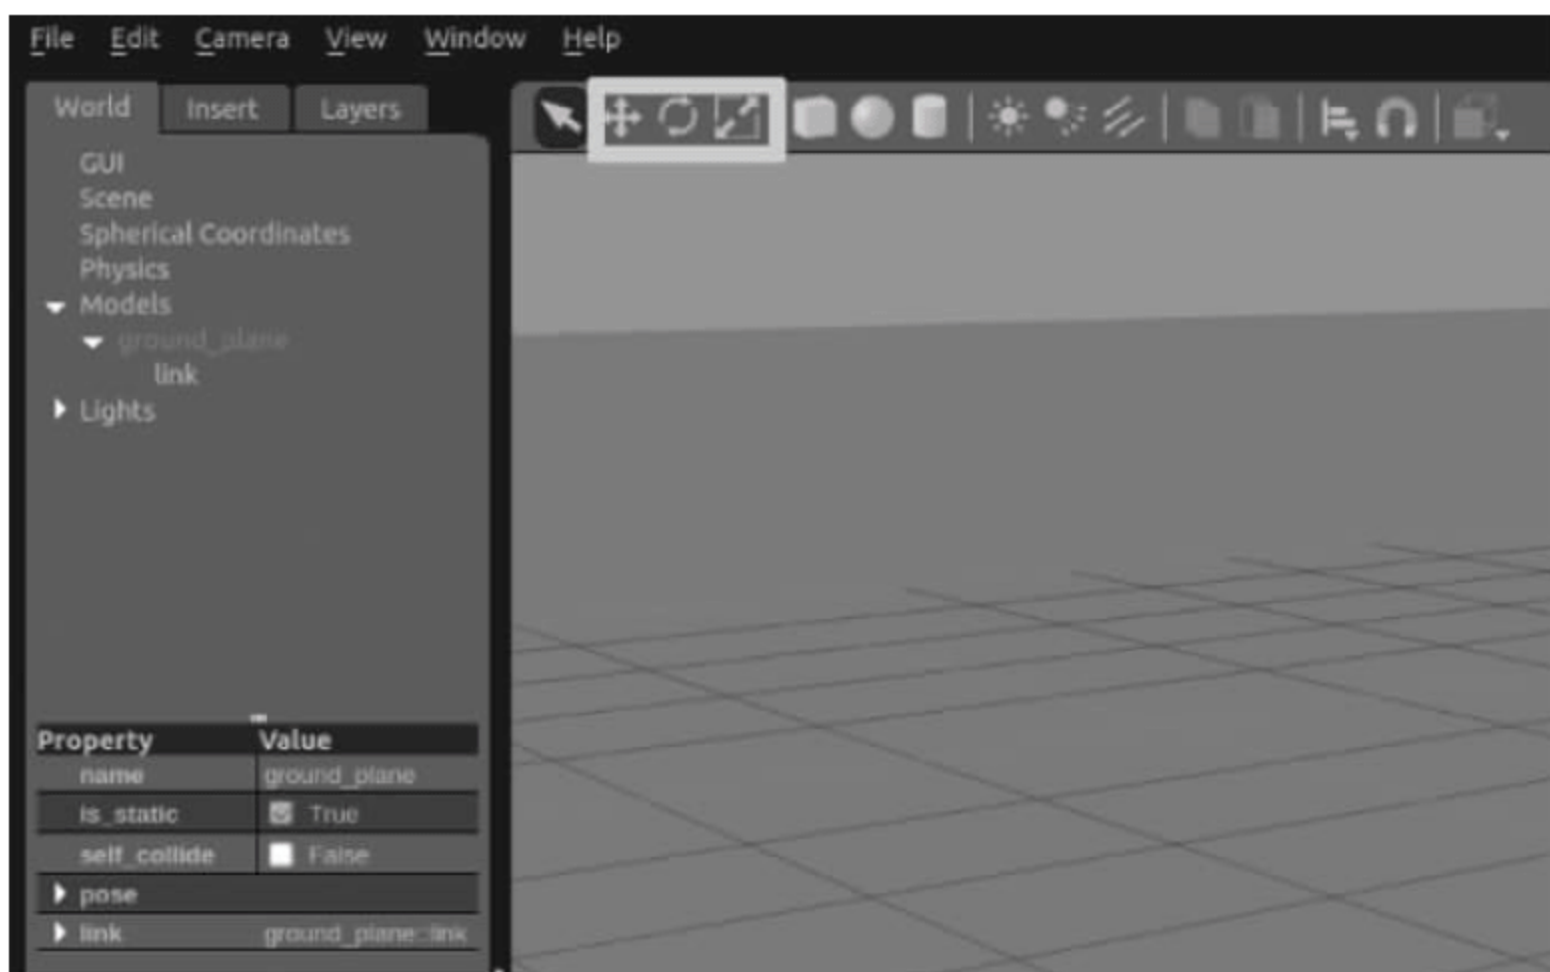 File Edit Camera View Window Help
World Insert Layers
GUI
Scene
Spherical Coordinates
Physics
Models
ground_plane
link
Lights
Property Value
name ground_plane
is_static True
self_collide False
pose
link ground_plane::link